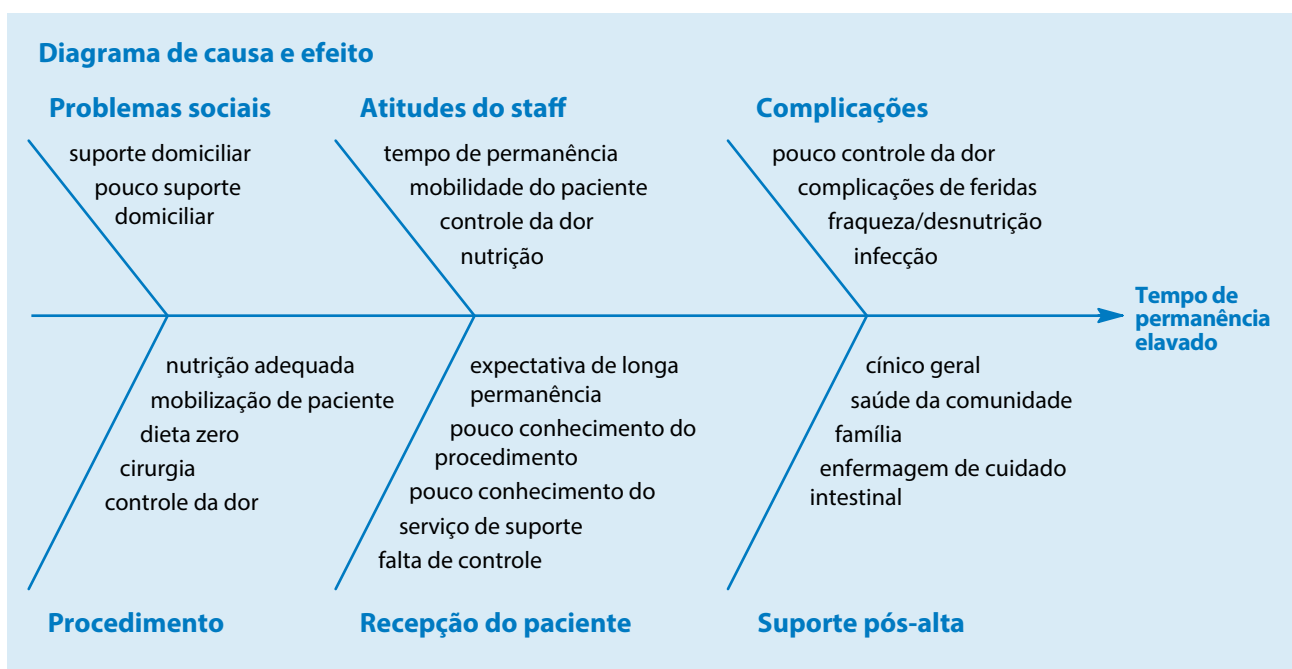 Diagrama de causa e efeito
Problemas sociais
suporte domiciliar
pouco suporte
domiciliar
Atitudes do staff
tempo de permanência
mobilidade do paciente
controle da dor
nutrição
Complicações
pouco controle da dor
complicações de feridas
fraqueza/desnutrição
infecção
Tempo de
permanência
elavado
nutrição adequada
mobilização de paciente
dieta zero
cirurgia
controle da dor
Procedimento
expectativa de longa
permanência
pouco conhecimento do
procedimento
pouco conhecimento do
serviço de suporte
falta de controle
Recepção do paciente
cínico geral
saúde da comunidade
família
enfermagem de cuidado
intestinal
Suporte pós-alta